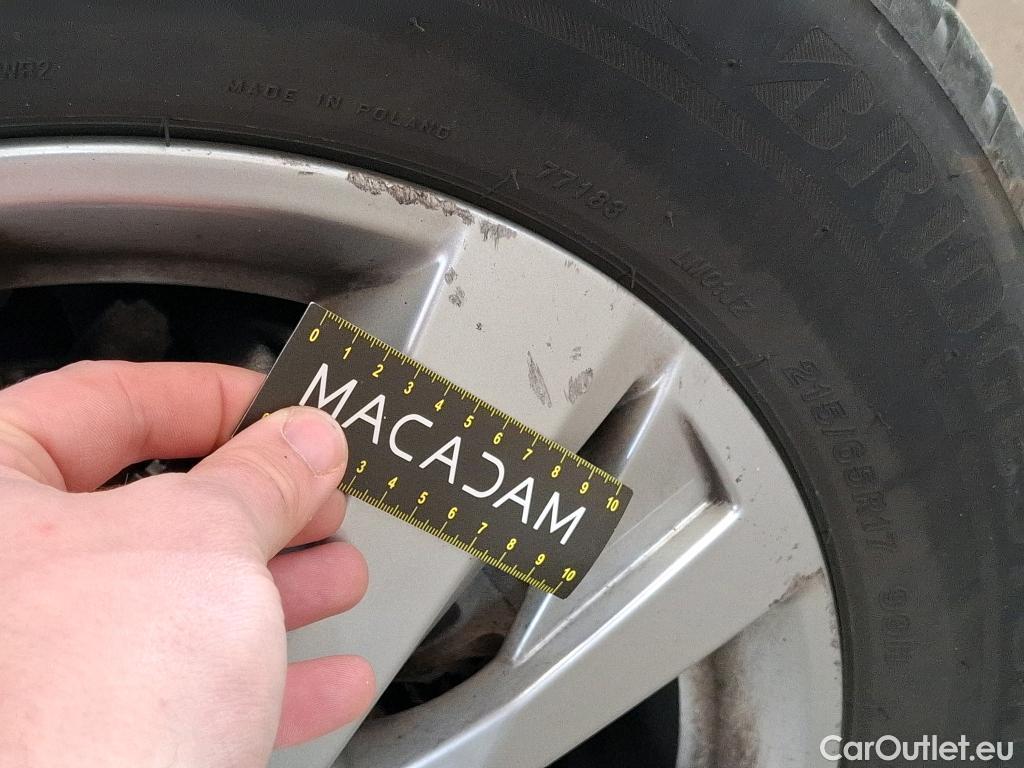 MADE IN POLAND
77183
215/65R17
0 1 2 3 4 5 6 7 8 9 10
MACADAM
3 4 5 6 7 8 9 10
CarOutlet.eu